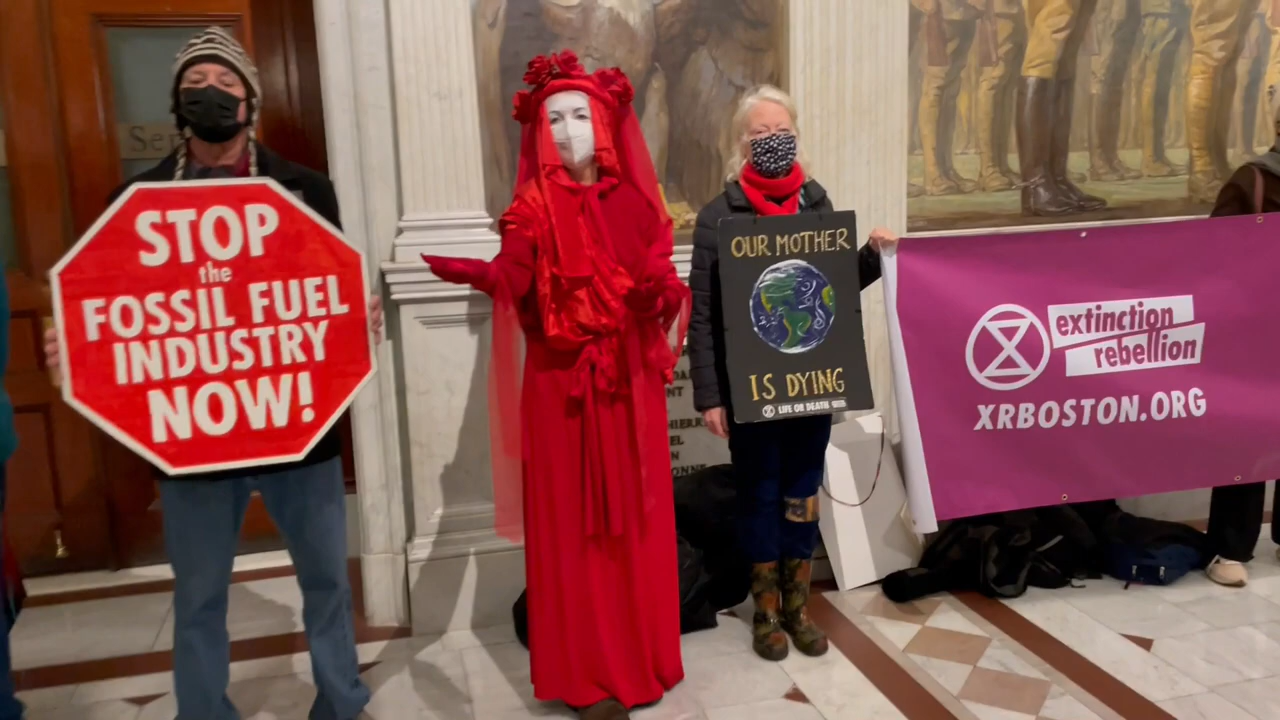 STOP
the
FOSSIL FUEL
INDUSTRY
NOW!
OUR MOTHER
IS DYING
LIFE OR DEATH
extinction
rebellion
XRBOSTON.ORG